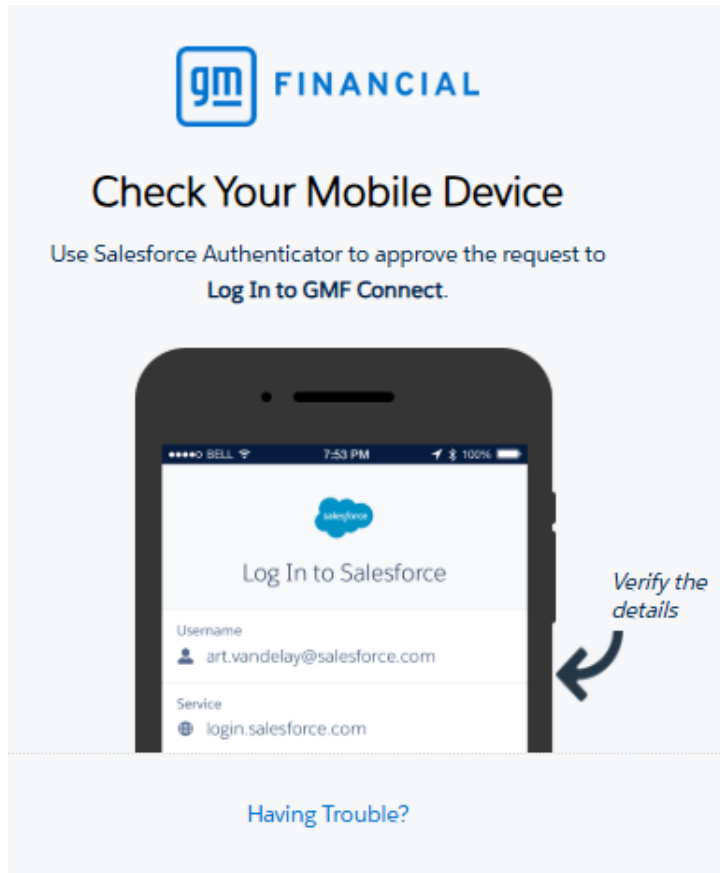 gm FINANCIAL
Check Your Mobile Device
Use Salesforce Authenticator to approve the request to
Log In to GMF Connect.
BELL 7:53 PM 100%
salesforce
Log In to Salesforce
Username
art.vandelay@salesforce.com
Service
login.salesforce.com
Verify the
details
Having Trouble?